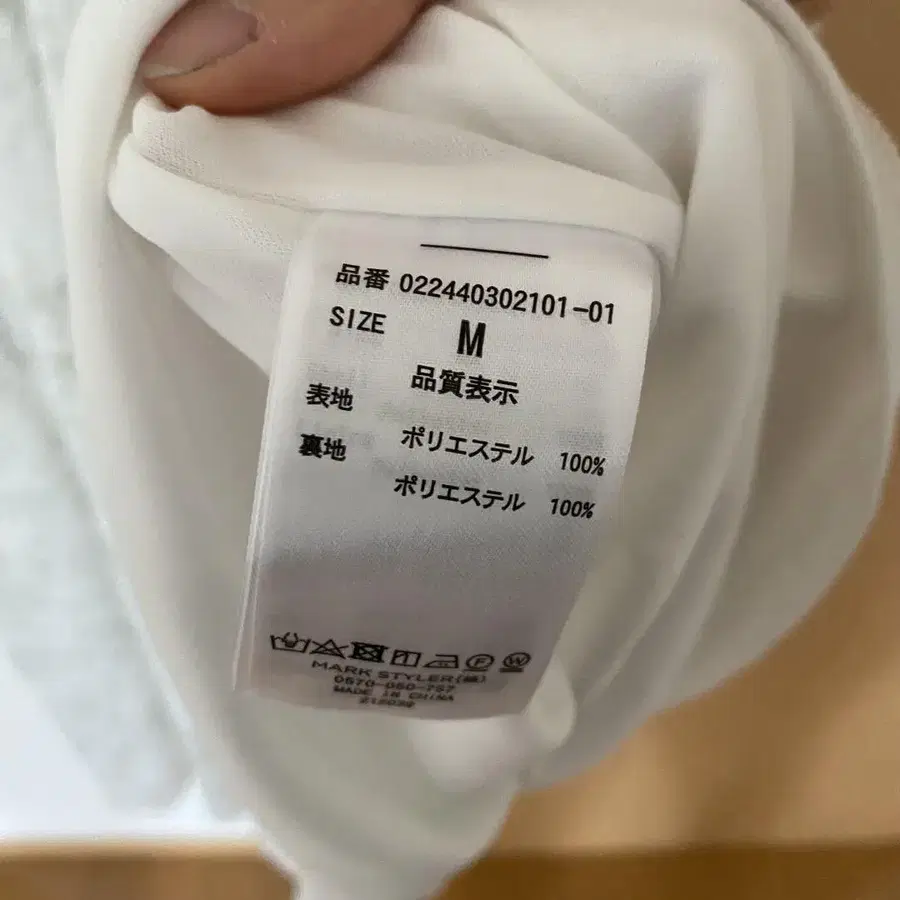 品番 022440302101-01
SIZE M
品質表示
表地 ポリエステル 100%
裏地 ポリエステル 100%
MARK STYLER(株)
0570-050-757
MADE IN CHINA